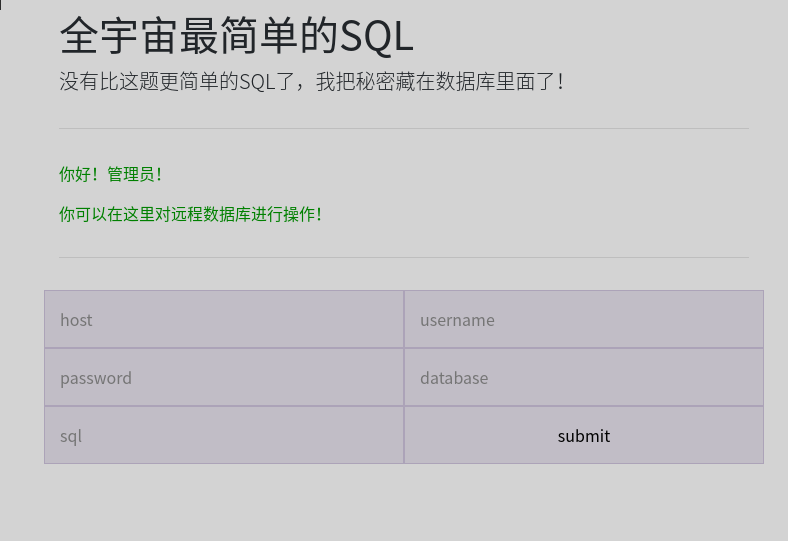 全宇宙最简单的SQL
没有比这题更简单的SQL了，我把秘密藏在数据库里面了！
你好！管理员！
你可以在这里对远程数据库进行操作！
host
username
password
database
sql
submit